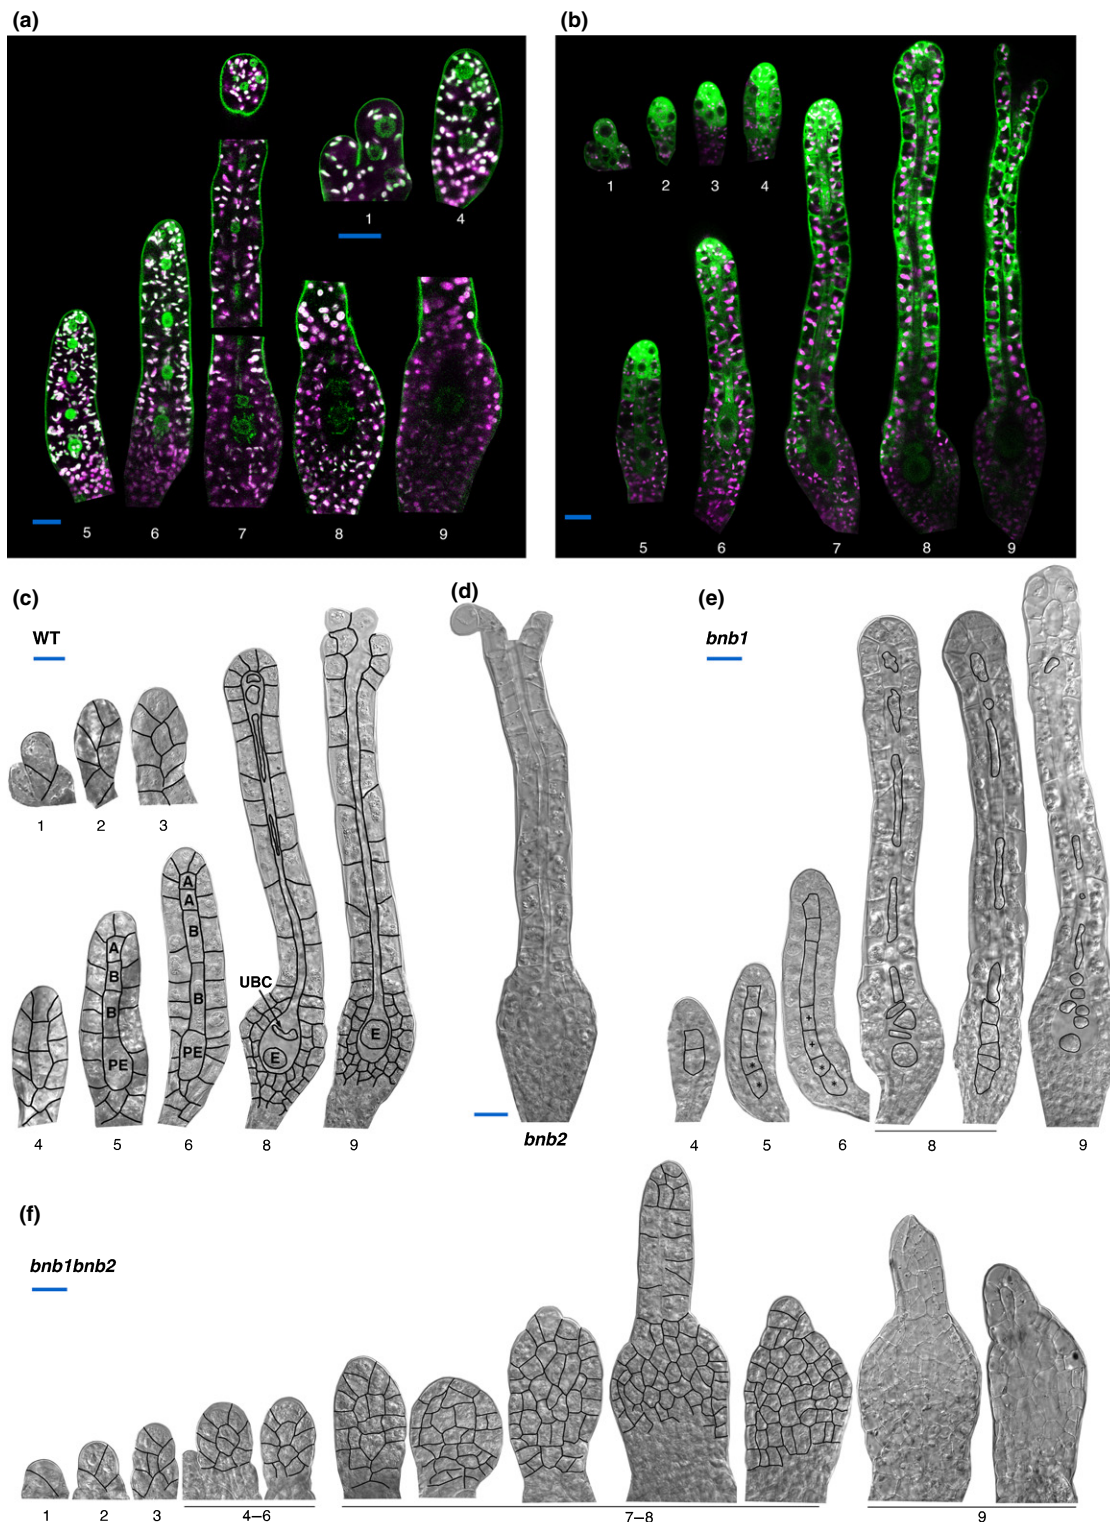 (a)
1 4
5 6 7 8 9
(b)
1 2 3 4
5 6 7 8 9
(c)
WT
1 2 3
A
B
B
PE
A
A
B
B
PE
UBC
E
E
4 5 6 8 9
(d)
bnb2
(e)
bnb1
+
+
*
*
*
*
4 5 6 8 9
(f)
bnb1bnb2
1 2 3 4–6 7–8 9